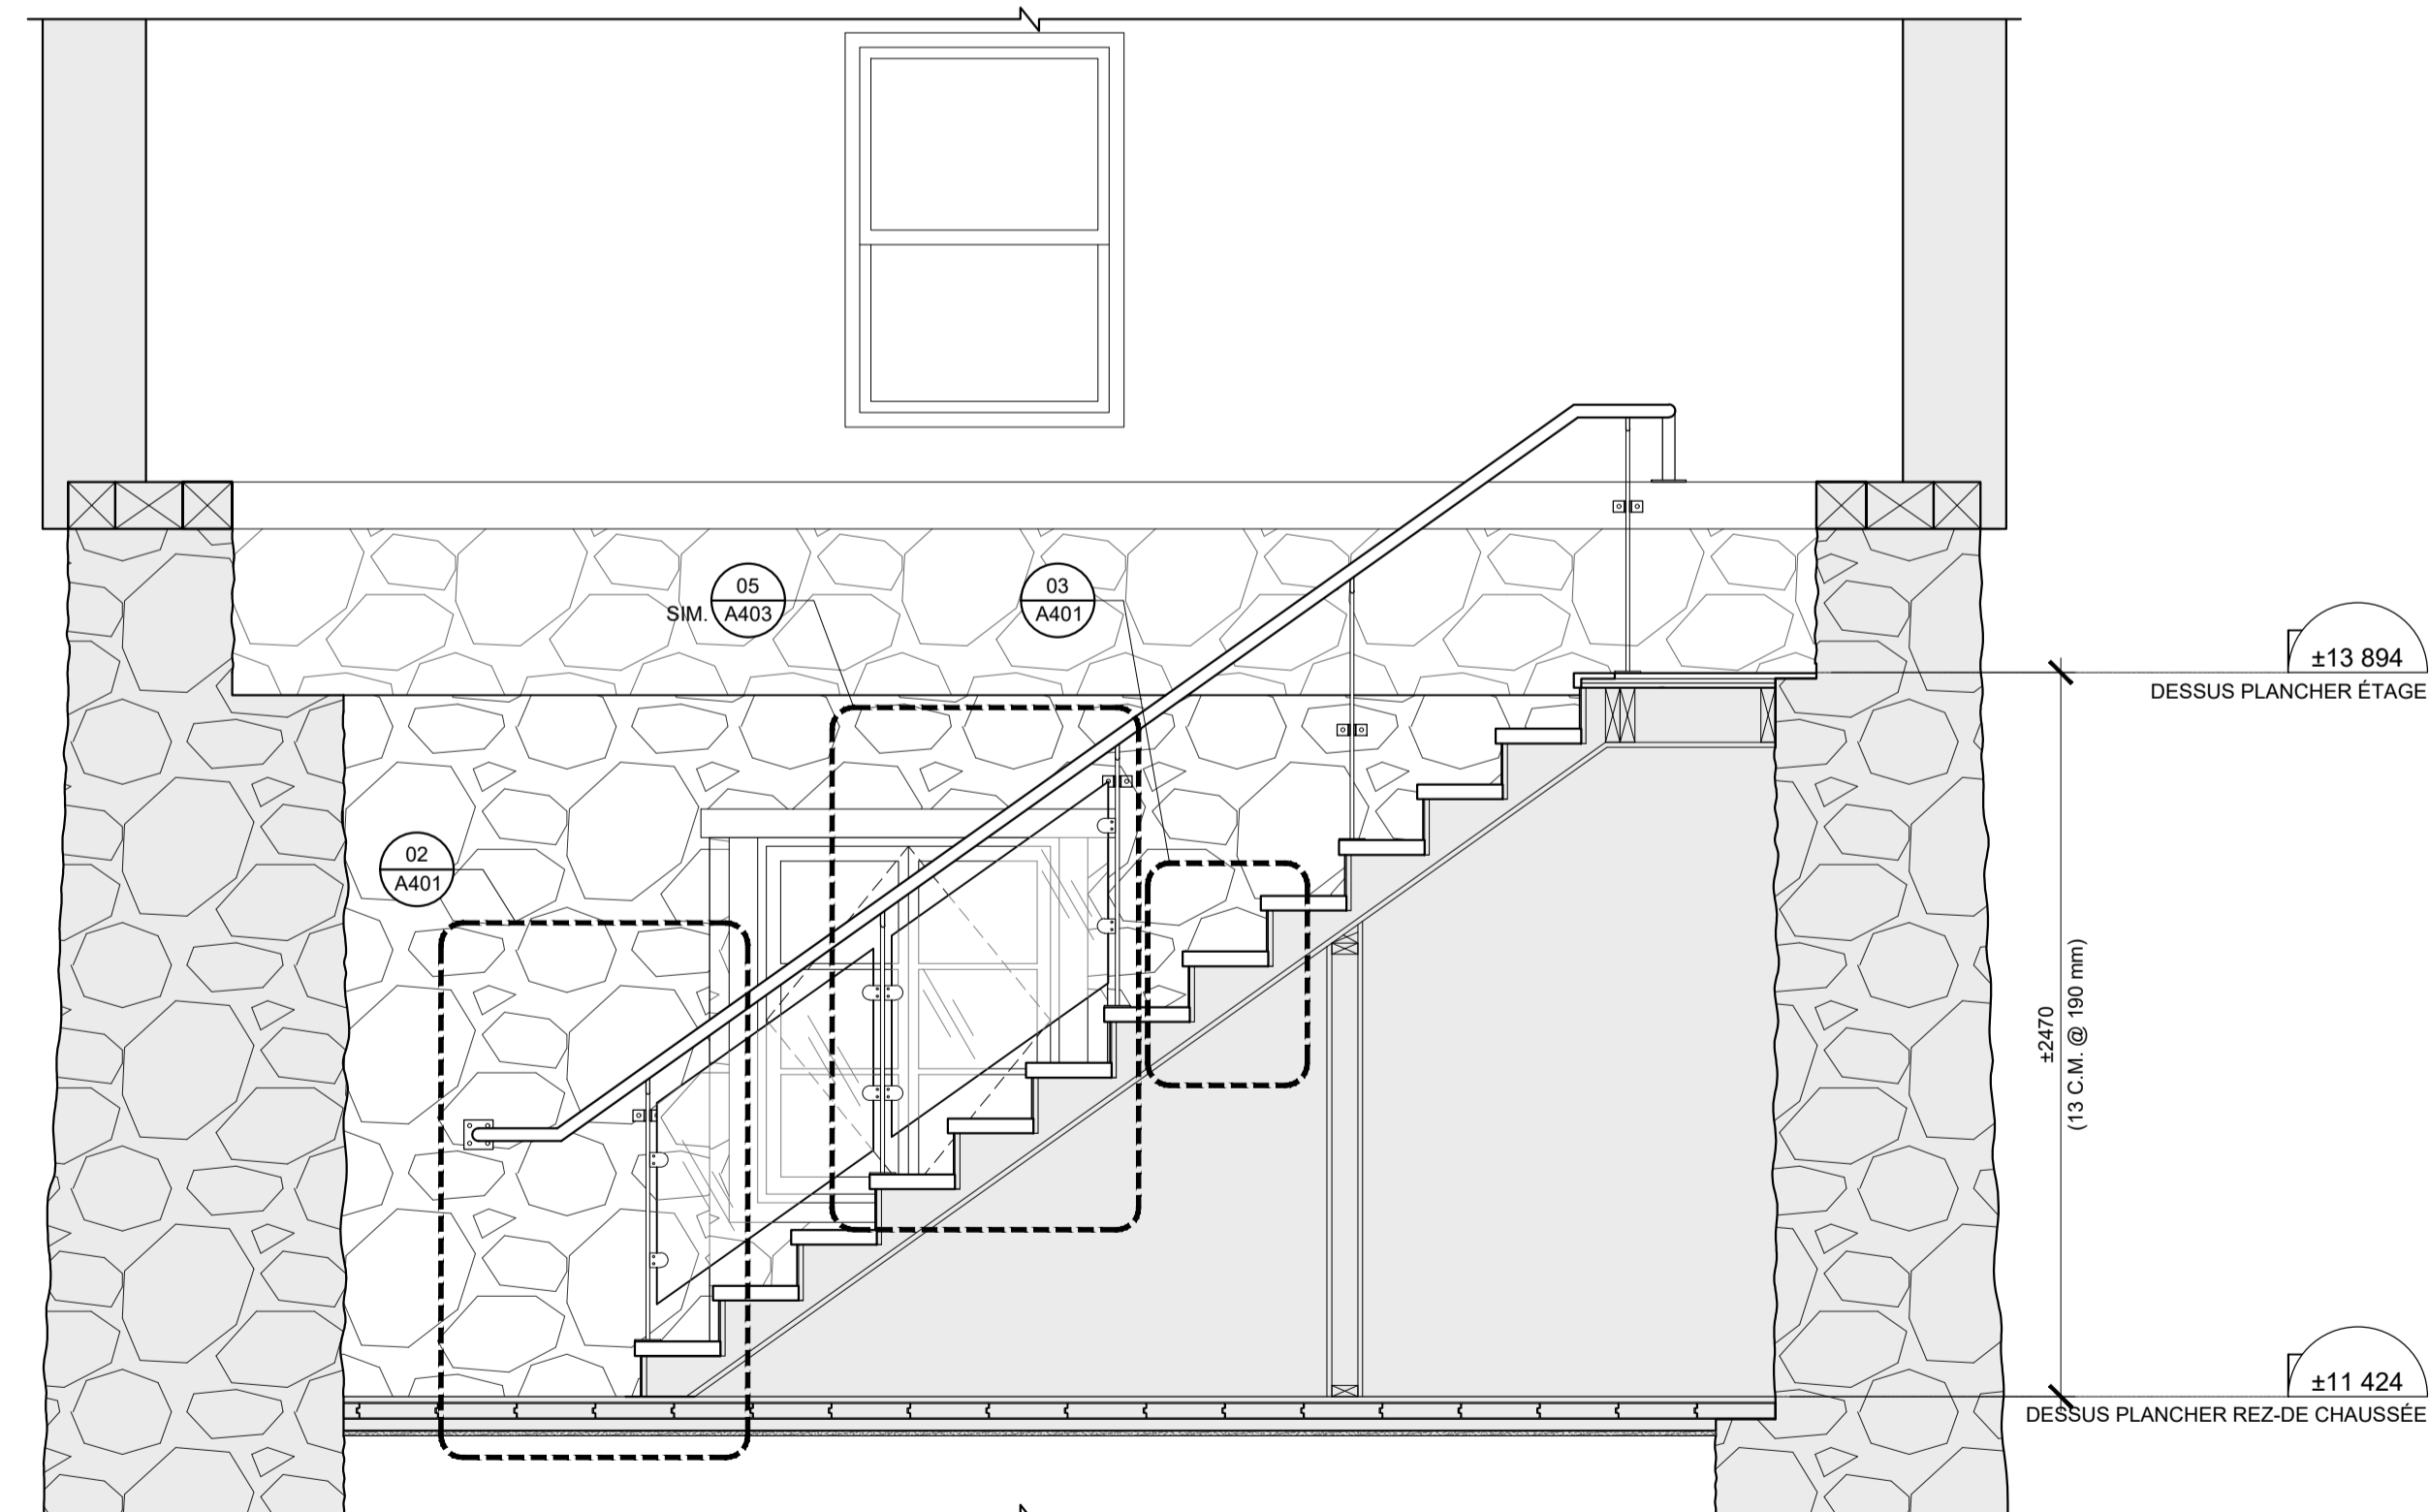 05
SIM. A403
03
A401
±13 894
DESSUS PLANCHER ÉTAGE
02
A401
±2470
(13 C.M. @ 190 mm)
±11 424
DESSUS PLANCHER REZ-DE CHAUSSÉE